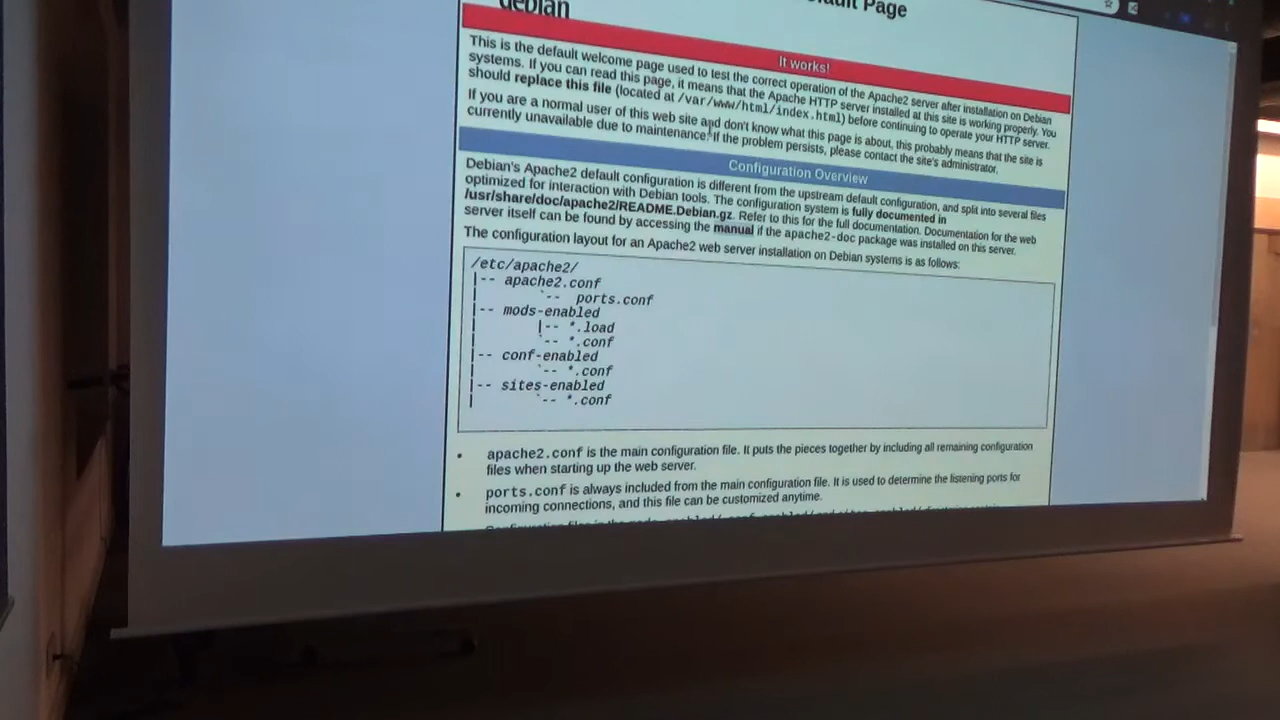 debian
Default Page
It works!
This is the default welcome page used to test the correct operation of the Apache2 server after installation on Debian
systems. If you can read this page, it means that the Apache HTTP server installed at this site is working properly. You
should replace this file (located at /var/www/html/index.html) before continuing to operate your HTTP server.
If you are a normal user of this web site and don't know what this page is about, this probably means that the site is
currently unavailable due to maintenance. If the problem persists, please contact the site's administrator.
Configuration Overview
Debian's Apache2 default configuration is different from the upstream default configuration, and split into several files
optimized for interaction with Debian tools. The configuration system is fully documented in
/usr/share/doc/apache2/README.Debian.gz. Refer to this for the full documentation. Documentation for the web
server itself can be found by accessing the manual if the apache2-doc package was installed on this server.
The configuration layout for an Apache2 web server installation on Debian systems is as follows:
/etc/apache2/
|-- apache2.conf
|       `--  ports.conf
|-- mods-enabled
|       |-- *.load
|       `-- *.conf
|-- conf-enabled
|       `-- *.conf
|-- sites-enabled
|       `-- *.conf
• apache2.conf is the main configuration file. It puts the pieces together by including all remaining configuration
files when starting up the web server.
• ports.conf is always included from the main configuration file. It is used to determine the listening ports for
incoming connections, and this file can be customized anytime.